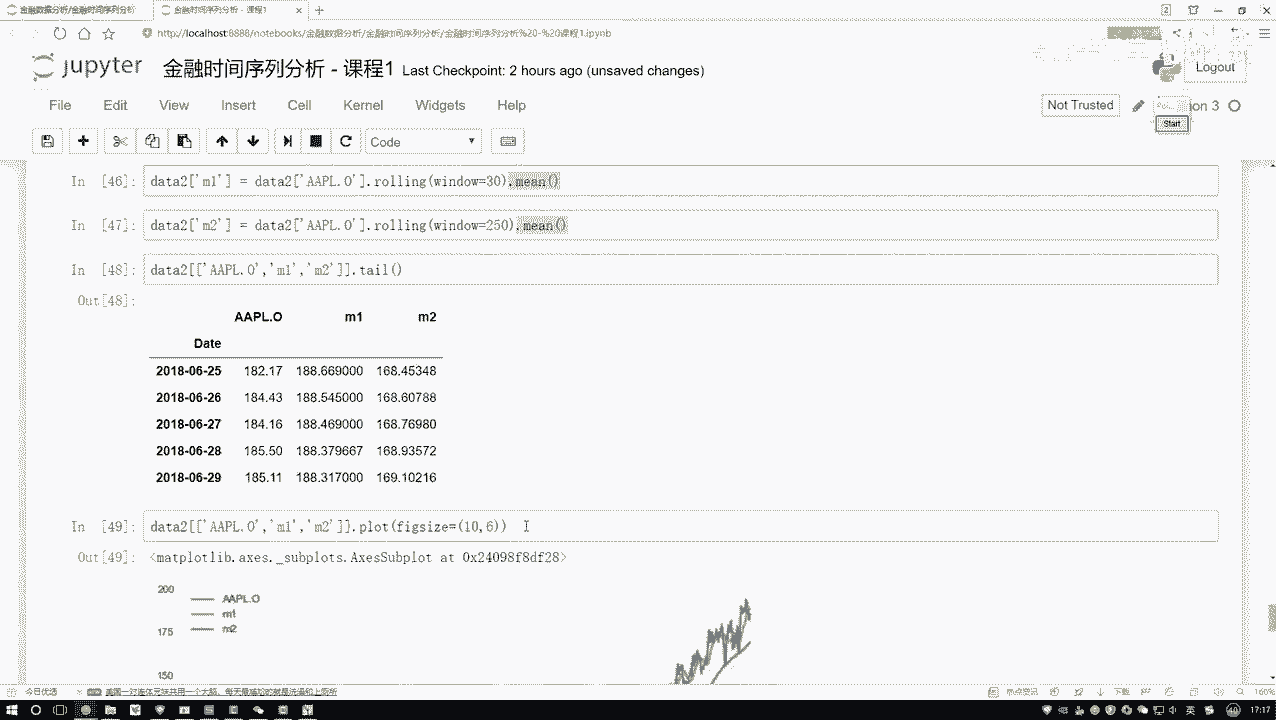 金融数据分析/金融时间序列分析
金融时间序列分析 - 课程1
http://localhost:8888/notebooks/金融数据分析/金融时间序列分析/金融时间序列分析%20-%20课程1.ipynb
jupyter 金融时间序列分析 - 课程1 Last Checkpoint: 2 hours ago (unsaved changes)
Logout
File Edit View Insert Cell Kernel Widgets Help
Not Trusted
on 3
Start
Code
In [46]: data2['m1'] = data2['AAPL.O'].rolling(window=30).mean()
In [47]: data2['m2'] = data2['AAPL.O'].rolling(window=250).mean()
In [48]: data2[['AAPL.O','m1','m2']].tail()
Out[48]:
AAPL.O m1 m2
Date
2018-06-25 182.17 188.669000 168.45348
2018-06-26 184.43 188.545000 168.60788
2018-06-27 184.16 188.469000 168.76980
2018-06-28 185.50 188.379667 168.93572
2018-06-29 185.11 188.317000 169.10216
In [49]: data2[['AAPL.O','m1','m2']].plot(figsize=(10,6))
Out[49]: <matplotlib.axes._subplots.AxesSubplot at 0x24098f8df28>
200
AAPL.O
m1
175
m2
150
今日优选
热点资讯
下载
160%
英
17:17